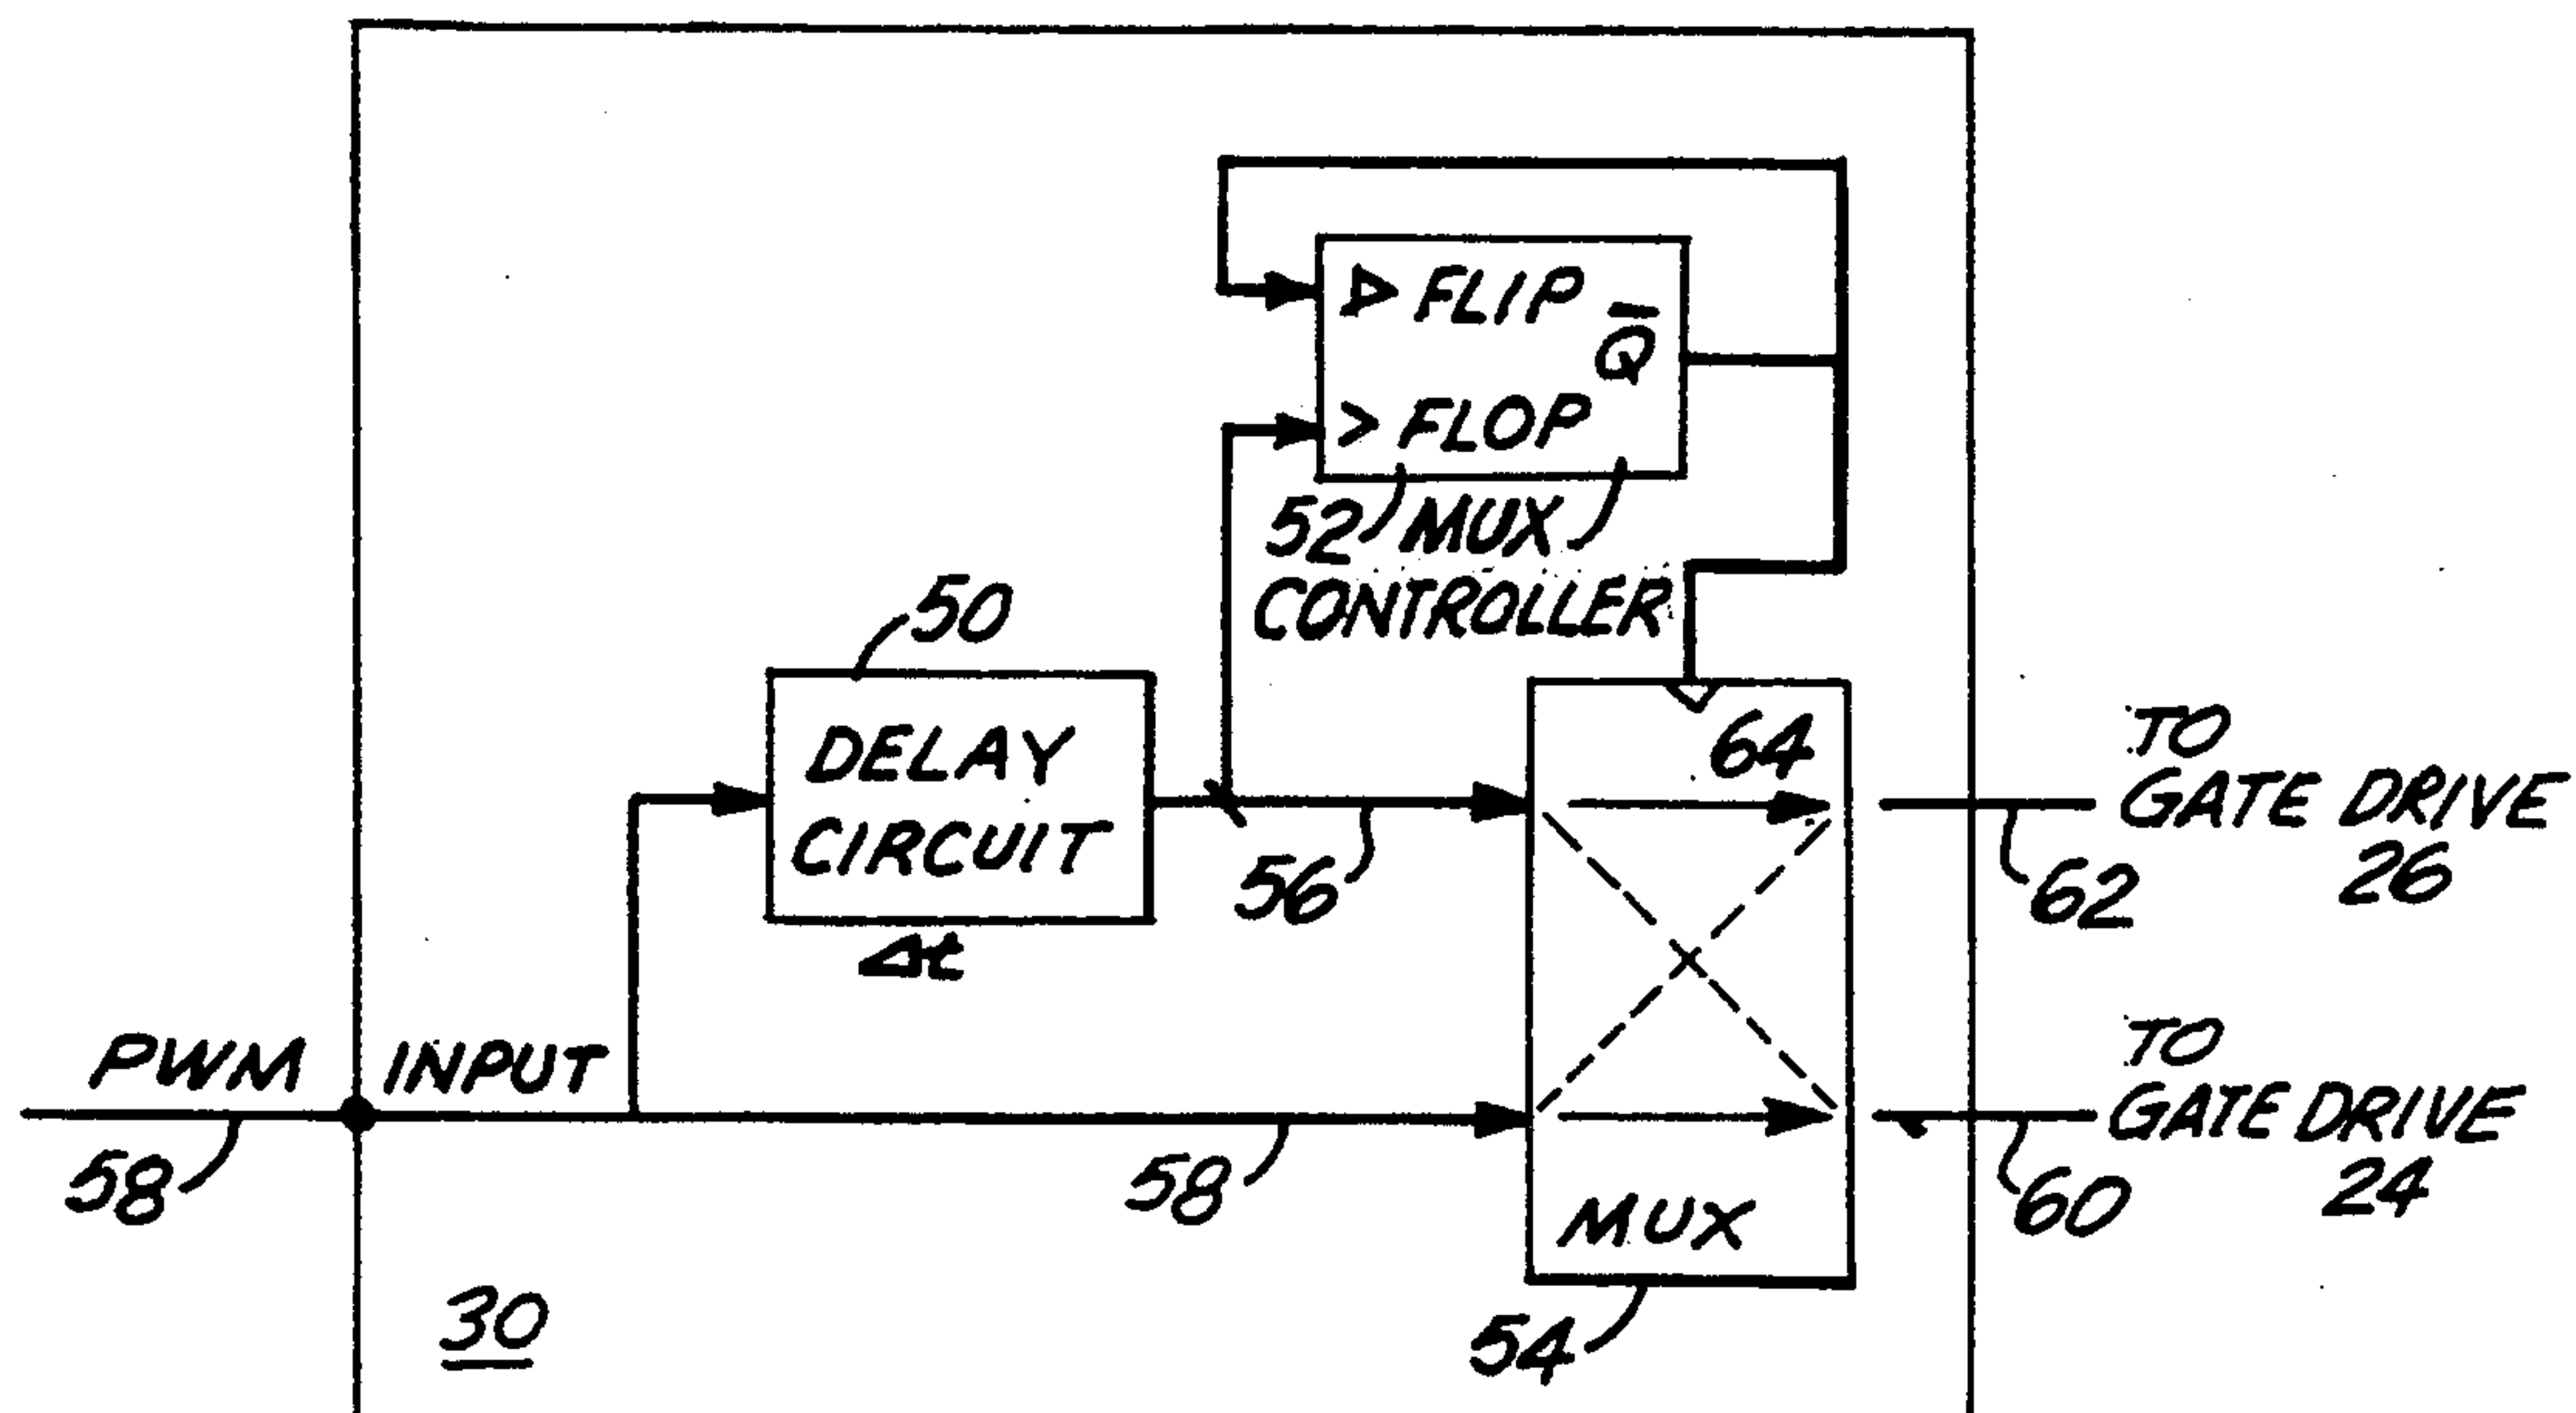 D FLIP Q̅
> FLOP
52 MUX
CONTROLLER
50
DELAY
CIRCUIT
Δt
56
64
TO
GATE DRIVE
26
62
PWM INPUT
58
58
TO
GATE DRIVE
24
60
MUX
54
30